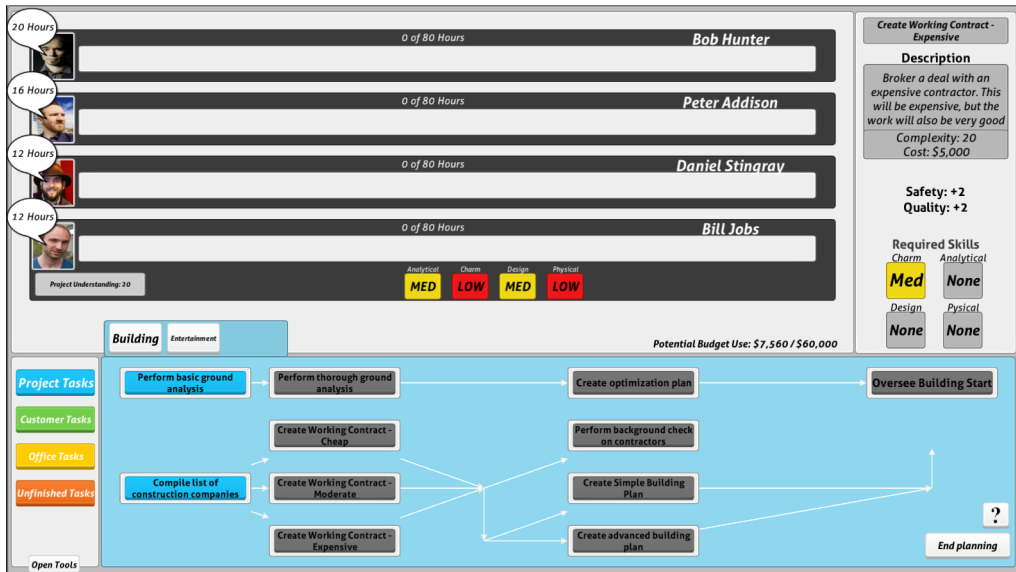 20 Hours
0 of 80 Hours
Bob Hunter
16 Hours
0 of 80 Hours
Peter Addison
12 Hours
0 of 80 Hours
Daniel Stingray
12 Hours
0 of 80 Hours
Bill Jobs
Project Understanding: 20
Analytical
MED
Charm
LOW
Design
MED
Physical
LOW
Create Working Contract -
Expensive
Description
Broker a deal with an
expensive contractor. This
will be expensive, but the
work will also be very good
Complexity: 20
Cost: $5,000
Safety: +2
Quality: +2
Required Skills
Charm
Med
Analytical
None
Design
None
Pysical
None
Building
Entertainment
Potential Budget Use: $7,560 / $60,000
Project Tasks
Customer Tasks
Office Tasks
Unfinished Tasks
Open Tools
Perform basic ground
analysis
Perform thorough ground
analysis
Create optimization plan
Oversee Building Start
Create Working Contract -
Cheap
Perform background check
on contractors
Compile list of
construction companies
Create Working Contract -
Moderate
Create Simple Building
Plan
Create Working Contract -
Expensive
Create advanced building
plan
?
End planning